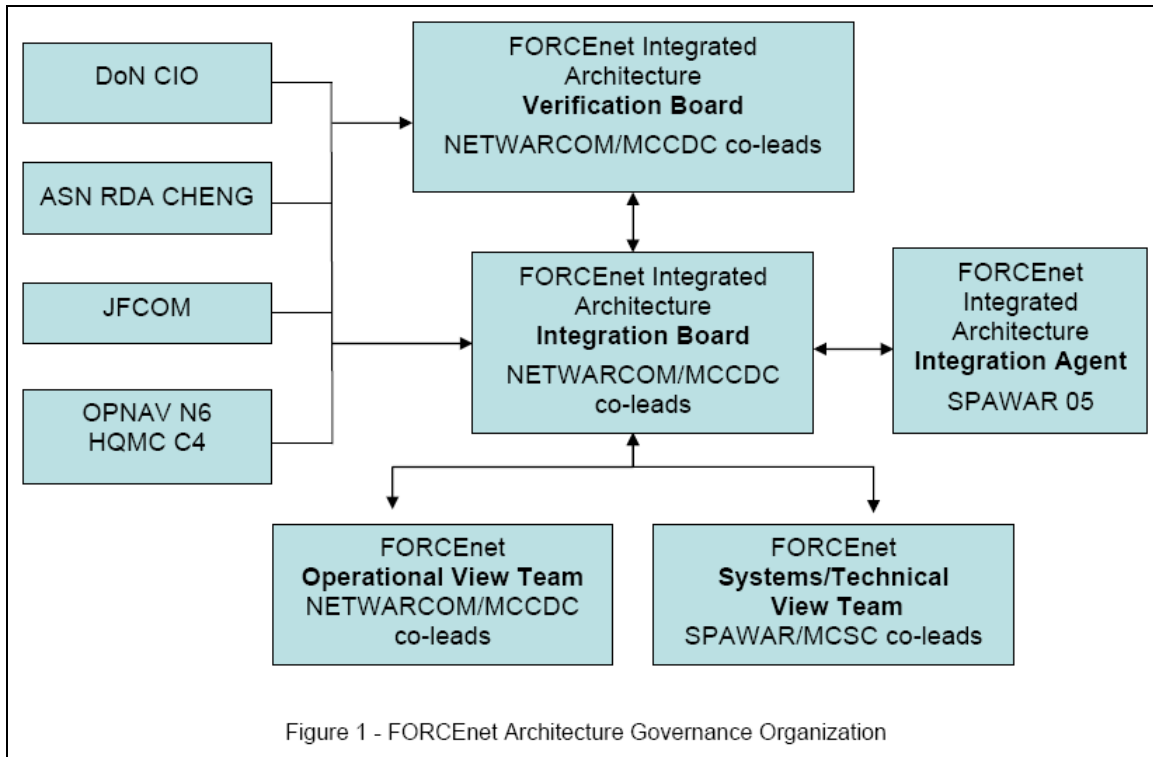 DoN CIO
ASN RDA CHENG
JFCOM
OPNAV N6
HQMC C4
FORCEnet Integrated
Architecture
Verification Board
NETWARCOM/MCCDC co-leads
FORCEnet Integrated
Architecture
Integration Board
NETWARCOM/MCCDC
co-leads
FORCEnet
Integrated
Architecture
Integration Agent
SPAWAR 05
FORCEnet
Operational View Team
NETWARCOM/MCCDC
co-leads
FORCEnet
Systems/Technical
View Team
SPAWAR/MCSC co-leads
Figure 1 - FORCEnet Architecture Governance Organization